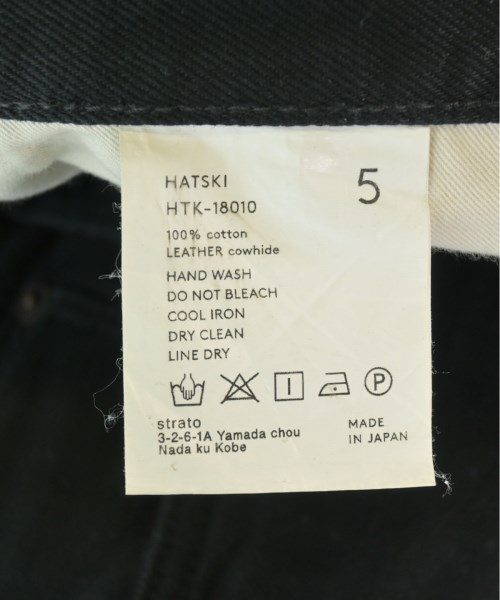 HATSKI
5
HTK-18010
100% cotton
LEATHER cowhide
HAND WASH
DO NOT BLEACH
COOL IRON
DRY CLEAN
LINE DRY
P
strato
3-2-6-1A Yamada chou
Nada ku Kobe
MADE
IN JAPAN